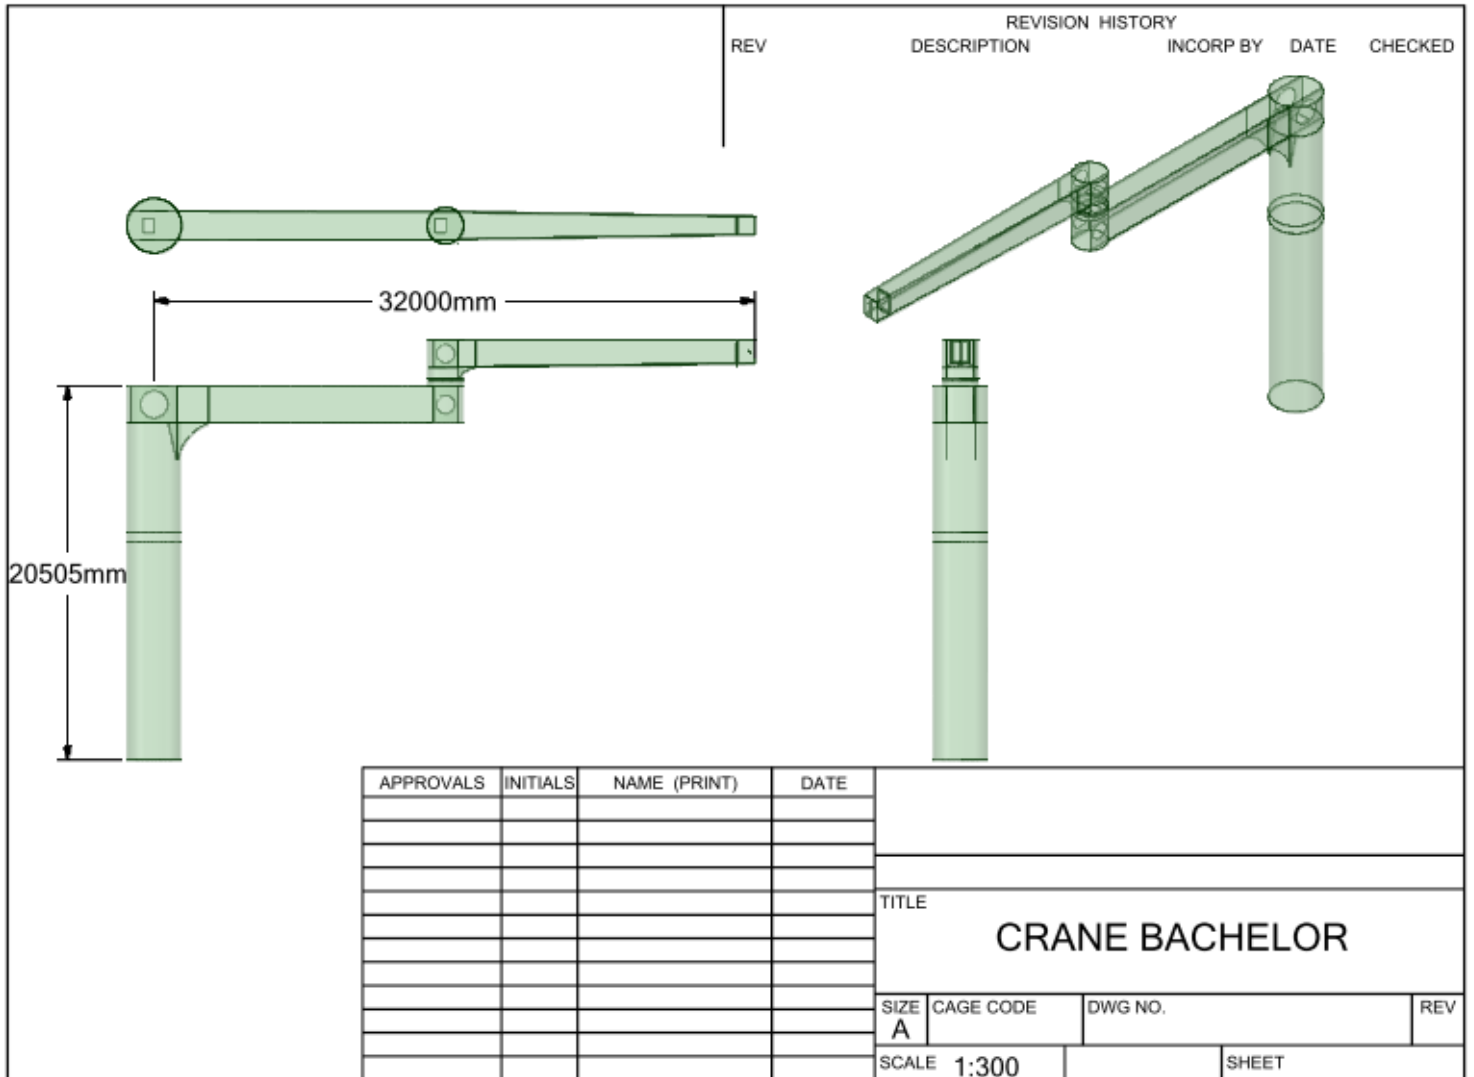 REVISION HISTORY
REV DESCRIPTION INCORP BY DATE CHECKED
32000mm
20505mm
APPROVALS INITIALS NAME (PRINT) DATE
TITLE
CRANE BACHELOR
SIZE CAGE CODE DWG NO. REV
A
SCALE 1:300 SHEET